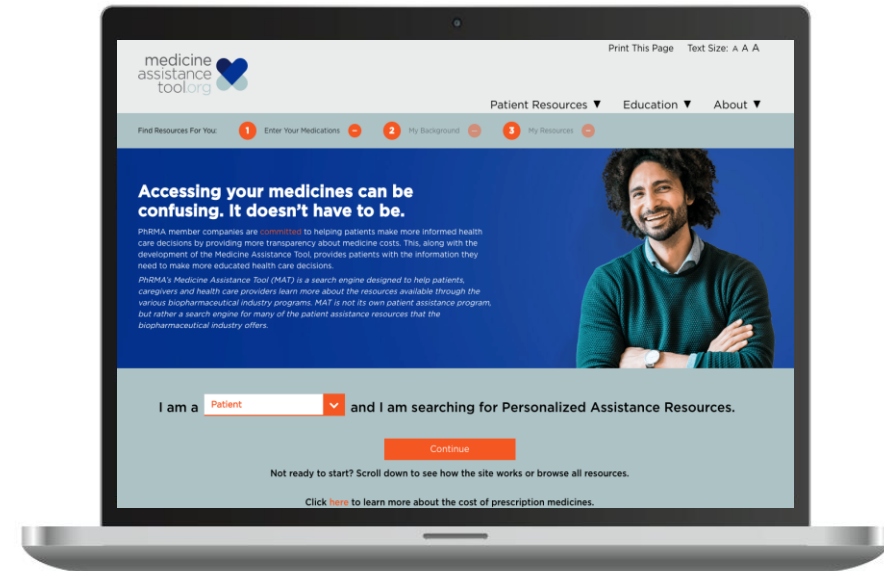 Print This Page Text Size: A A A
medicine
assistance
tool.org
Patient Resources ▼ Education ▼ About ▼
Find Resources For You: 1 Enter Your Medications – 2 My Background – 3 My Resources –
Accessing your medicines can be
confusing. It doesn't have to be.
PhRMA member companies are committed to helping patients make more informed health
care decisions by providing more transparency about medicine costs. This, along with the
development of the Medicine Assistance Tool, provides patients with the information they
need to make more educated health care decisions.
PhRMA's Medicine Assistance Tool (MAT) is a search engine designed to help patients,
caregivers and health care providers learn more about the resources available through the
various biopharmaceutical industry programs. MAT is not its own patient assistance program,
but rather a search engine for many of the patient assistance resources that the
biopharmaceutical industry offers.
I am a Patient and I am searching for Personalized Assistance Resources.
Continue
Not ready to start? Scroll down to see how the site works or browse all resources.
Click here to learn more about the cost of prescription medicines.